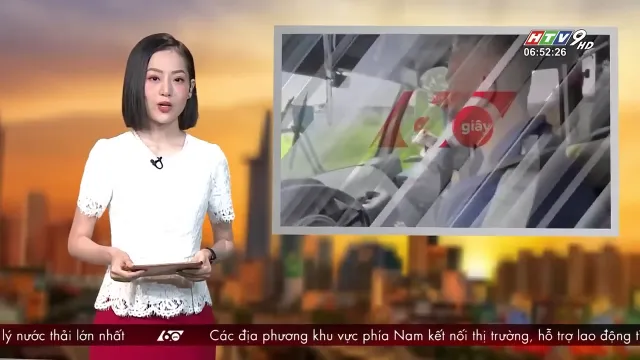 HTV9 HD
06:52:26
60 giây
lý nước thải lớn nhất 60 Các địa phương khu vực phía Nam kết nối thị trường, hỗ trợ lao động